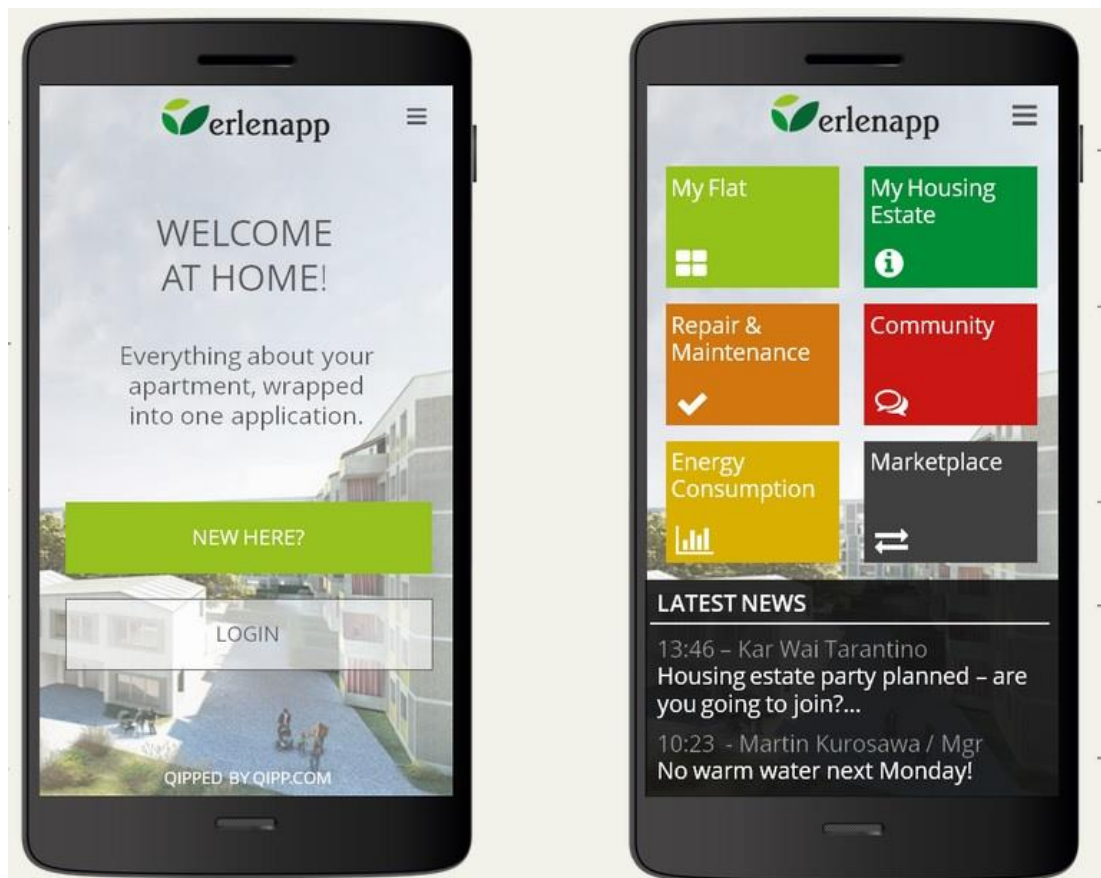 erlenapp
WELCOME
AT HOME!
Everything about your
apartment, wrapped
into one application.
NEW HERE?
LOGIN
QIPPED BY QIPP.COM
erlenapp
My Flat
My Housing
Estate
Repair &
Maintenance
Community
Energy
Consumption
Marketplace
LATEST NEWS
13:46 – Kar Wai Tarantino
Housing estate party planned – are
you going to join?...
10:23 - Martin Kurosawa / Mgr
No warm water next Monday!